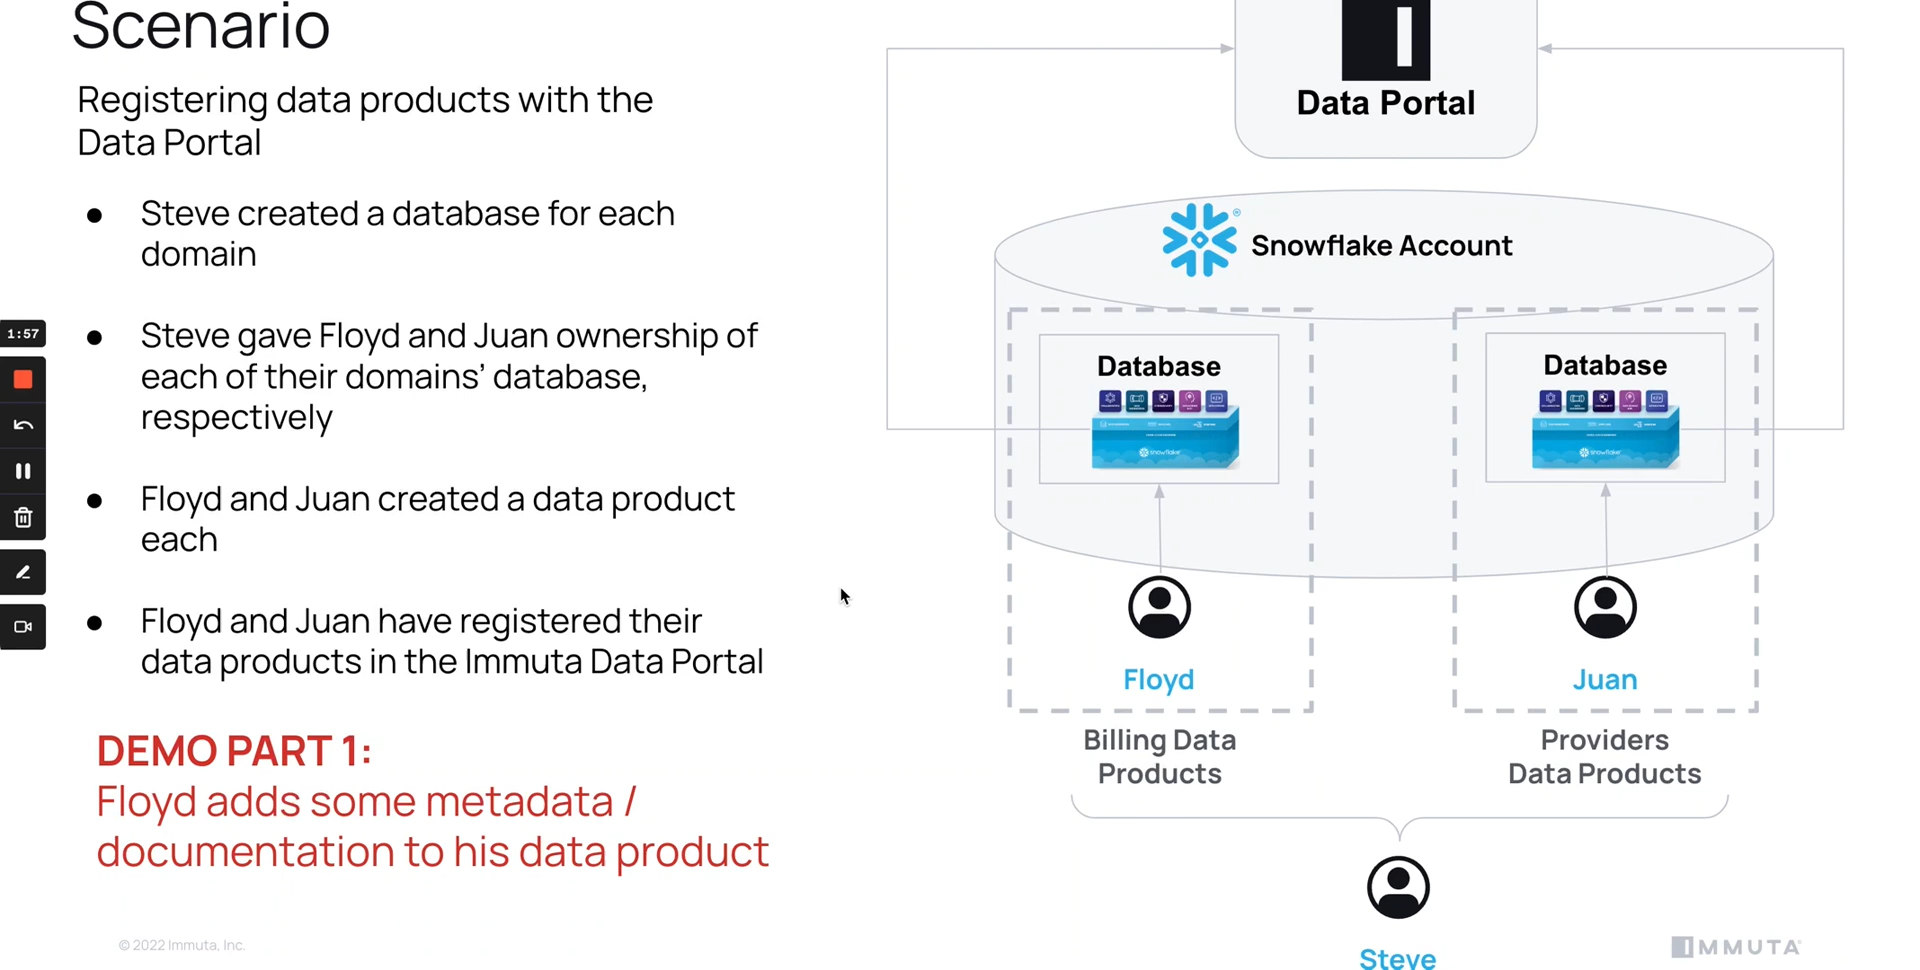 Scenario
Registering data products with the
Data Portal
● Steve created a database for each
domain
● Steve gave Floyd and Juan ownership of
each of their domains’ database,
respectively
● Floyd and Juan created a data product
each
● Floyd and Juan have registered their
data products in the Immuta Data Portal
DEMO PART 1:
Floyd adds some metadata /
documentation to his data product
1:57
Data Portal
Snowflake Account
Database
snowflake
Floyd
Billing Data
Products
Database
snowflake
Juan
Providers
Data Products
Steve
© 2022 Immuta, Inc.
IMMUTA